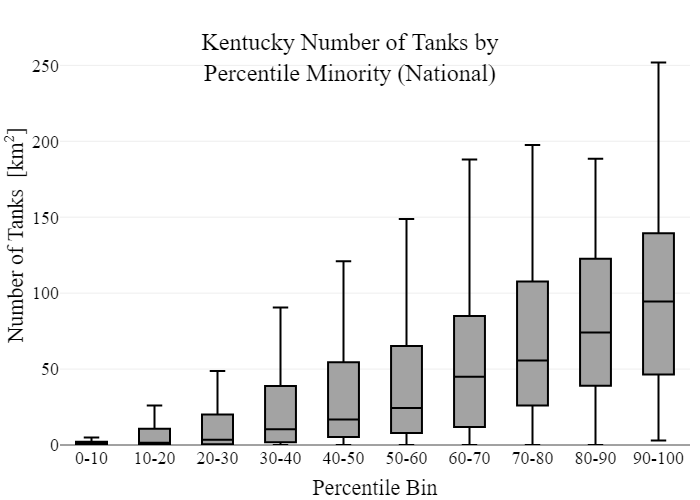 Kentucky Number of Tanks by
Percentile Minority (National)
Number of Tanks [km²]
250
200
150
100
50
0
0-10 10-20 20-30 30-40 40-50 50-60 60-70 70-80 80-90 90-100
Percentile Bin